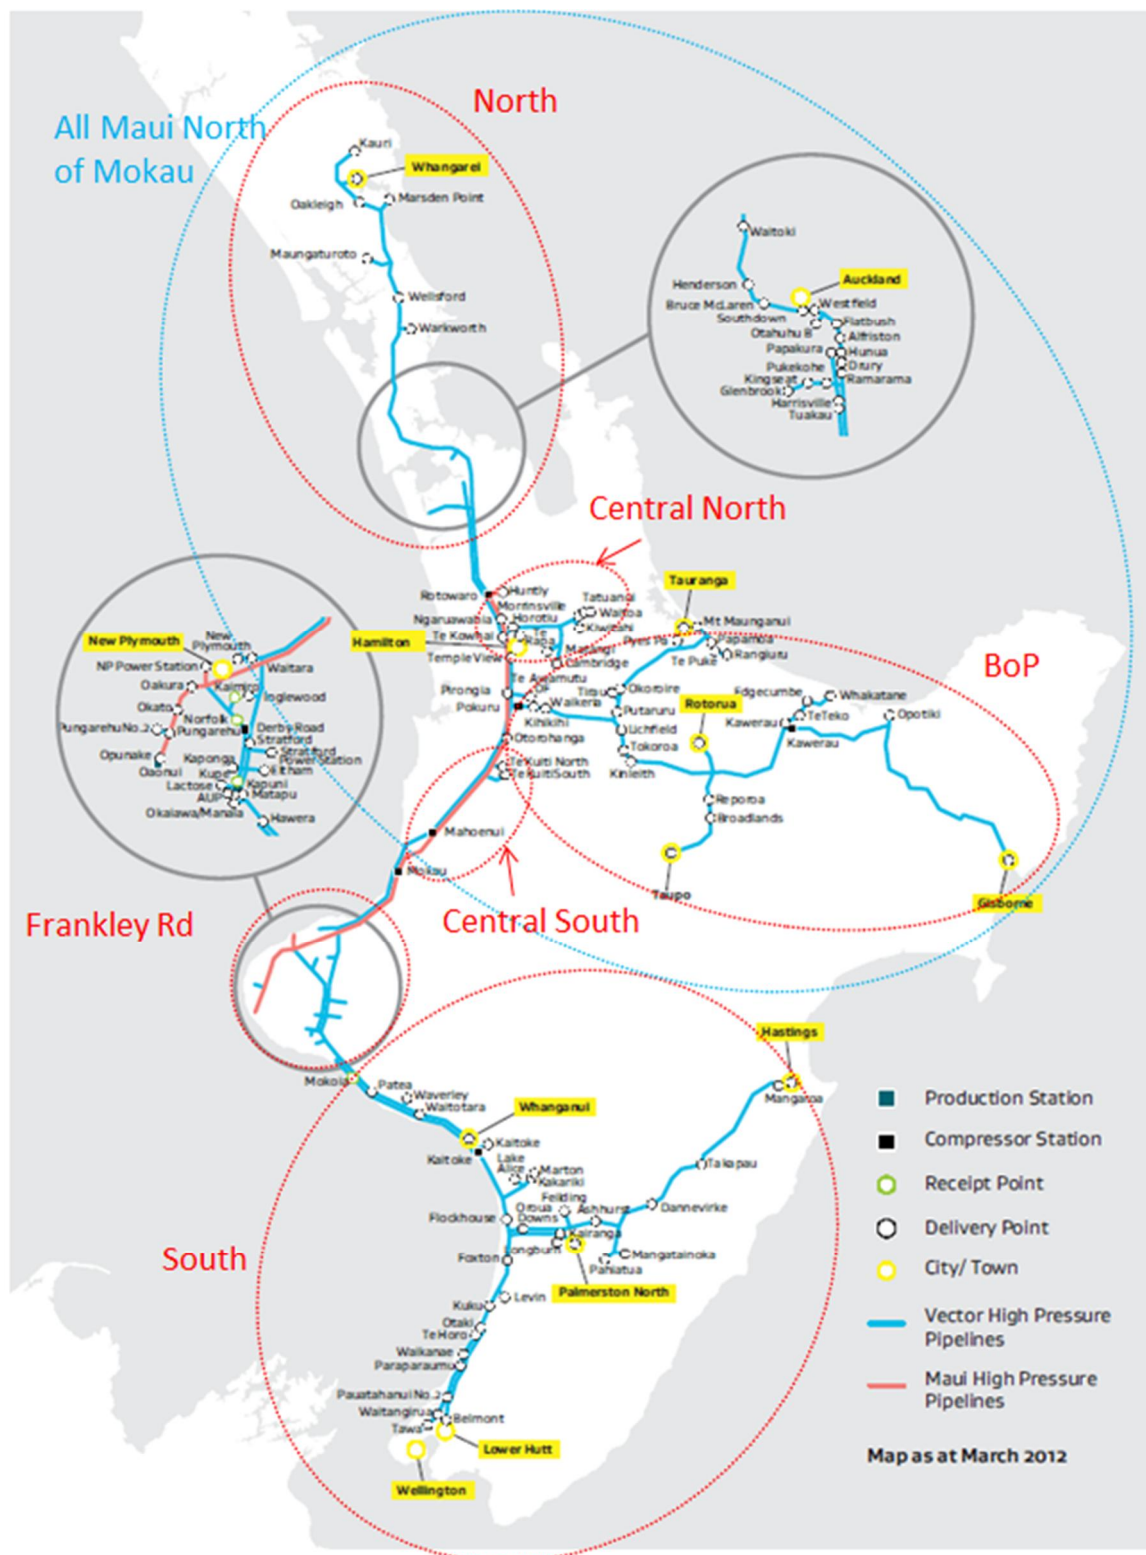 North
All Maui North
of Mokau
Kauri
Whangarei
Oakleigh
Marsden Point
Maungaturoto
Wellsford
Warkworth
Waitoki
Henderson
Auckland
Bruce McLaren
Westfield
Southdown
Flatbush
Otahuhu B
Alfriston
Papakura
Hunua
Pukekohe
Drury
Kingseat
Ramarama
Glenbrook
Harrisville
Tuakau
Central North
Rotowaro
Huntly
Tauranga
Morrinsville
Tatuanui
Waitoa
Ngaruawahia
Horotiu
Kiwitahi
Mt Maunganui
Hamilton
Te Kowhai
Te
Rapa
Matangi
Pyes Pa
Papamoa
Temple View
Cambridge
Te Puke
Rangiuru
BoP
Te Awamutu
Pirongia
Tirau
Okoroire
Edgecumbe
Whakatane
Pokuru
Waikeria
Rotorua
Kihikihi
Putaruru
Te Teko
Opotiki
Kawerau
Otorohanga
Lichfield
Kawerau
Tokoroa
Te Kuiti North
Te Kuiti South
Kinleith
Reporoa
Broadlands
Mahoenui
Mokau
Taupo
Gisborne
Central South
New Plymouth
New
Plymouth
NP Power Station
Waitara
Oakura
Kaimiro
Inglewood
Okato
Norfolk
Pungarehu No.2
Pungarehu
Derby Road
Stratford
Opunake
Kaponga
Stratford
Power Station
Oaonui
Kupe
Eltham
Lactose
Kapuni
AUP
Matapu
Okaiawa/Manaia
Hawera
Frankley Rd
Hastings
Mokoia
Patea
Waverley
Waitotara
Mangaroa
Whanganui
Kaitoke
Kaitoke
Lake
Alice
Marton
Kakariki
Takapau
Feilding
Oroua
Downs
Ashhurst
Dannevirke
Flockhouse
Kairanga
Longburn
Mangatainoka
Foxton
Pahiatua
Palmerston North
South
Levin
Kuku
Otaki
Te Horo
Waikanae
Paraparaumu
Pauatahanui No.2
Waitangirua
Belmont
Tawa
Lower Hutt
Wellington
Production Station
Compressor Station
Receipt Point
Delivery Point
City/ Town
Vector High Pressure
Pipelines
Maui High Pressure
Pipelines
Map as at March 2012